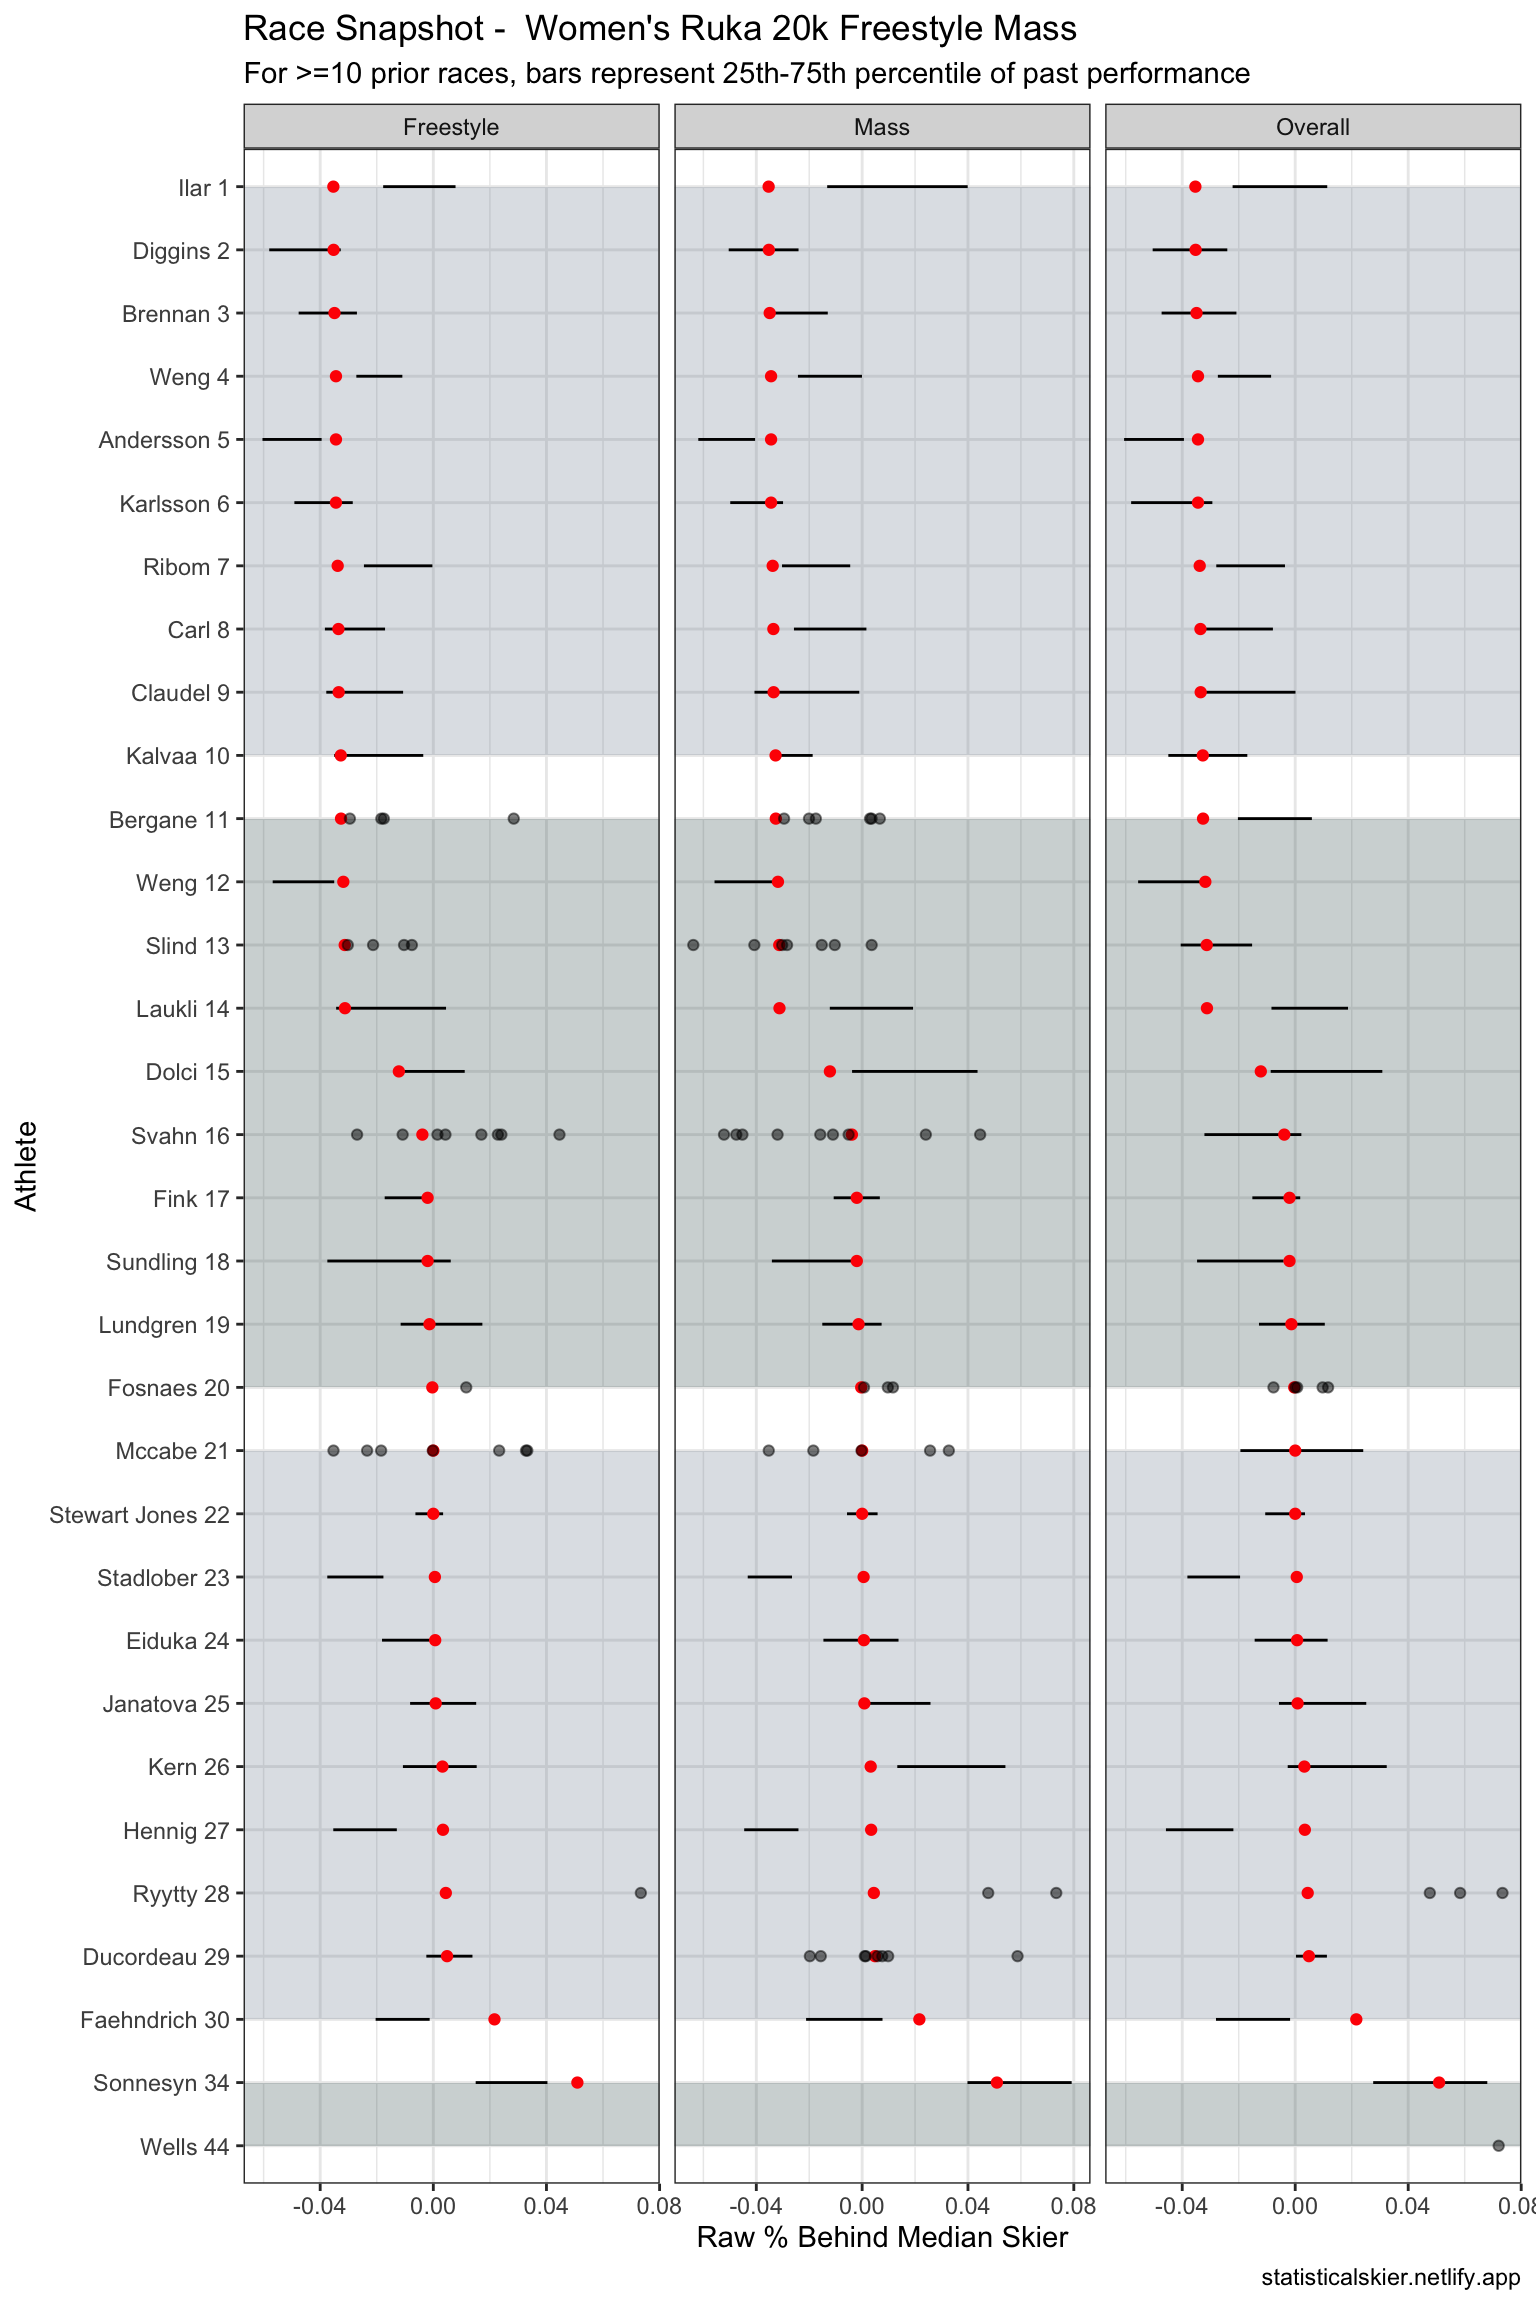 Race Snapshot -  Women's Ruka 20k Freestyle Mass
For >=10 prior races, bars represent 25th-75th percentile of past performance
Freestyle
Mass
Overall
Athlete
Ilar 1
Diggins 2
Brennan 3
Weng 4
Andersson 5
Karlsson 6
Ribom 7
Carl 8
Claudel 9
Kalvaa 10
Bergane 11
Weng 12
Slind 13
Laukli 14
Dolci 15
Svahn 16
Fink 17
Sundling 18
Lundgren 19
Fosnaes 20
Mccabe 21
Stewart Jones 22
Stadlober 23
Eiduka 24
Janatova 25
Kern 26
Hennig 27
Ryytty 28
Ducordeau 29
Faehndrich 30
Sonnesyn 34
Wells 44
-0.04 0.00 0.04 0.08
-0.04 0.00 0.04 0.08
-0.04 0.00 0.04 0.08
Raw % Behind Median Skier
statisticalskier.netlify.app